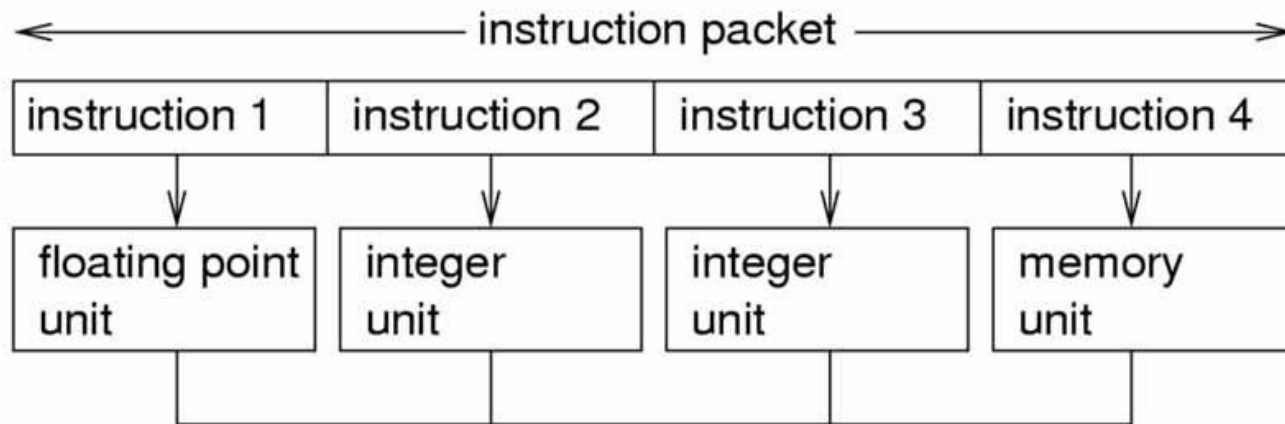 instruction packet
instruction 1 instruction 2 instruction 3 instruction 4
floating point unit
integer unit
integer unit
memory unit